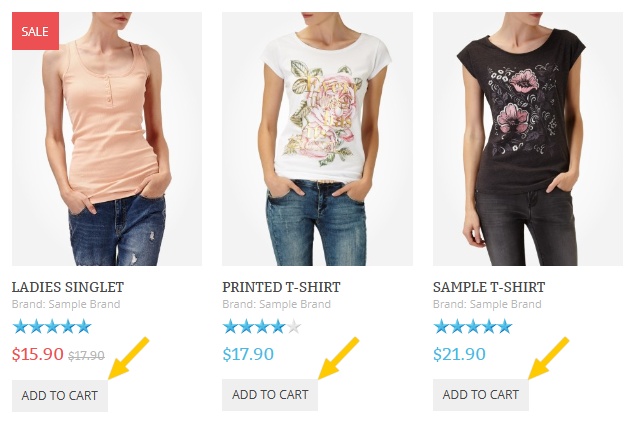 SALE
LADIES SINGLET
Brand: Sample Brand
$15.90 $17.90
ADD TO CART
PRINTED T-SHIRT
Brand: Sample Brand
$17.90
ADD TO CART
SAMPLE T-SHIRT
Brand: Sample Brand
$21.90
ADD TO CART